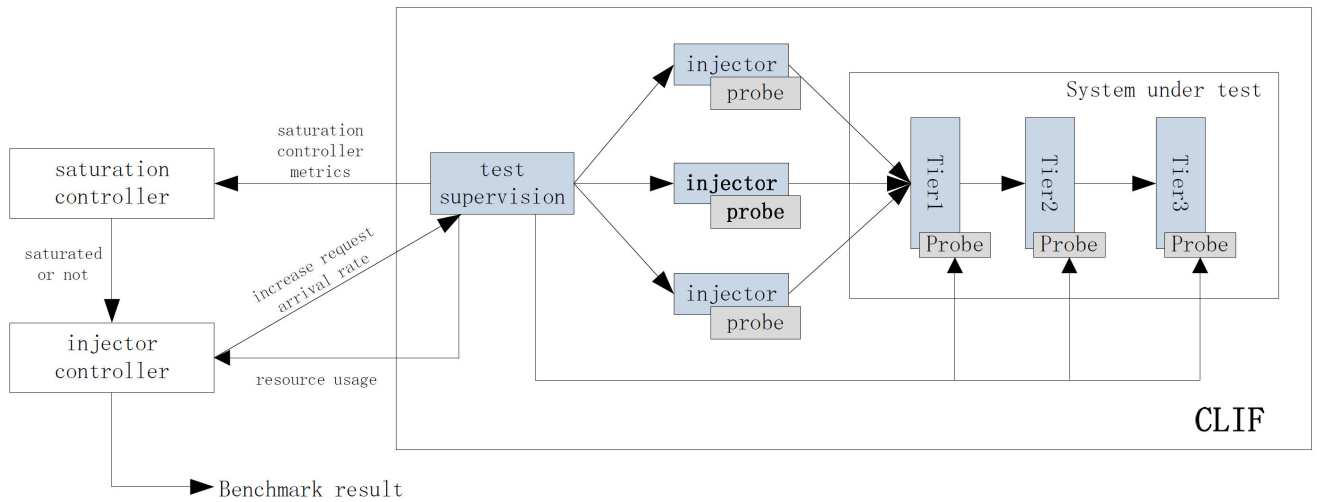 injector
probe
System under test
saturation
controller
metrics
saturation
controller
test
supervision
injector
probe
Tier1
Tier2
Tier3
Probe
Probe
Probe
saturated
or not
increase request
arrival rate
injector
probe
injector
controller
resource usage
CLIF
Benchmark result